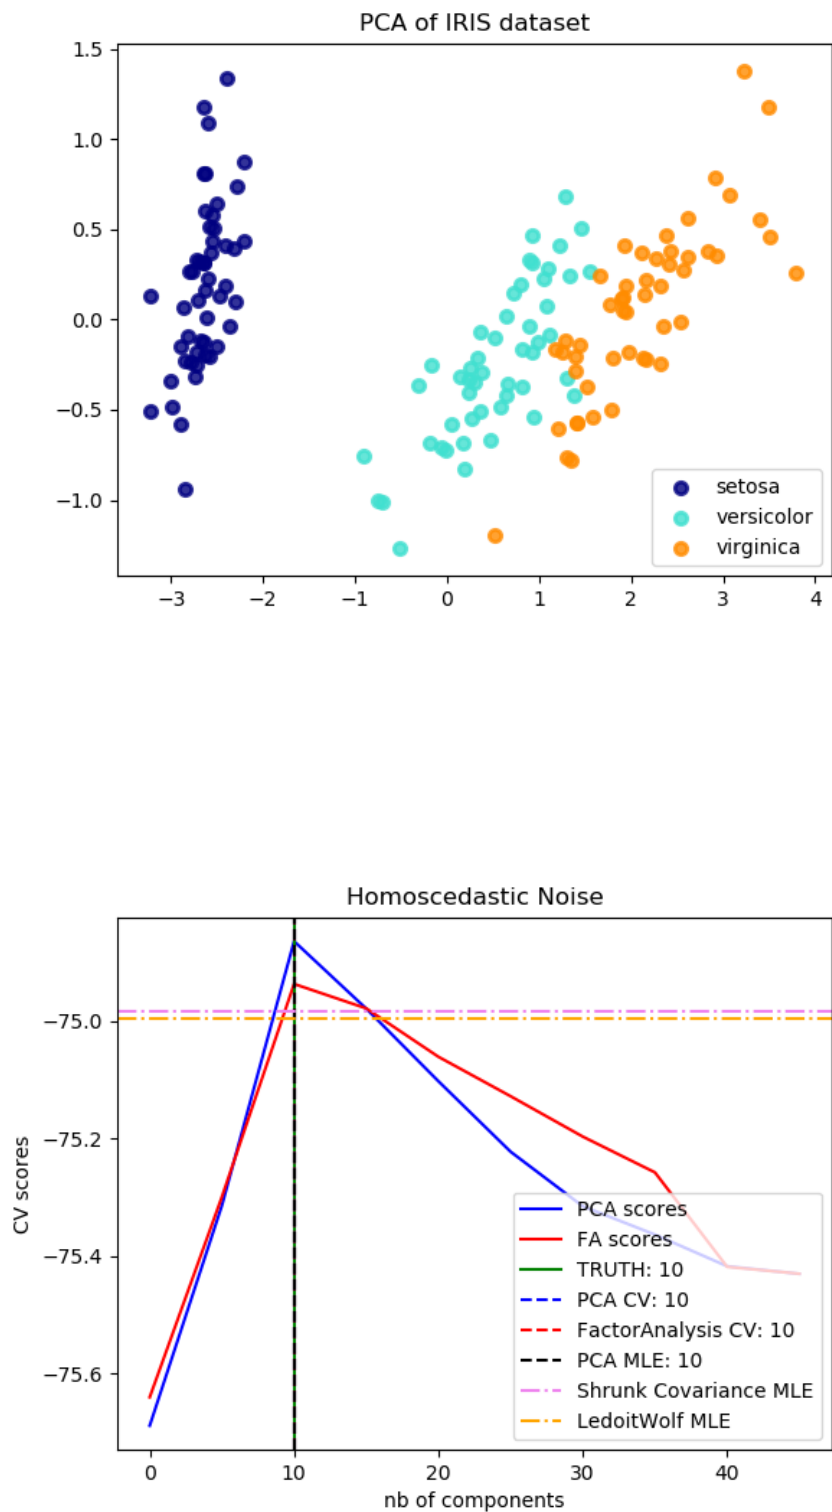 PCA of IRIS dataset
1.5
1.0
0.5
0.0
−0.5
−1.0
setosa
versicolor
virginica
−3 −2 −1 0 1 2 3 4
Homoscedastic Noise
−75.0
−75.2
−75.4
−75.6
CV scores
PCA scores
FA scores
TRUTH: 10
PCA CV: 10
FactorAnalysis CV: 10
PCA MLE: 10
Shrunk Covariance MLE
LedoitWolf MLE
0 10 20 30 40
nb of components